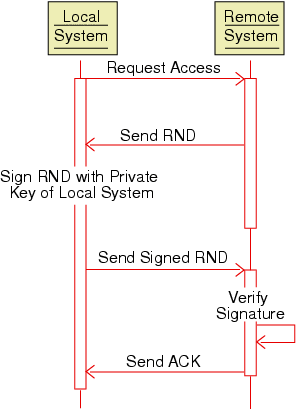 Local
System
Remote
System
Request Access
Send RND
Sign RND with Private
Key of Local System
Send Signed RND
Verify
Signature
Send ACK